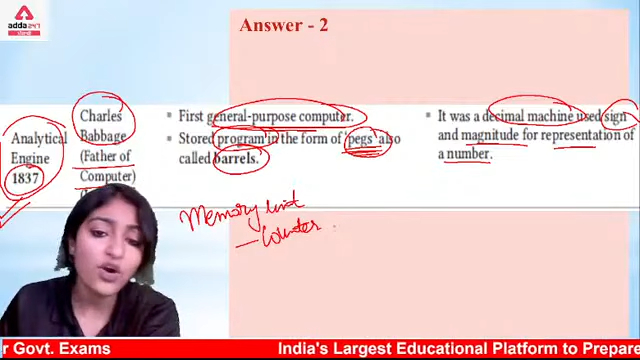 adda247
ਪੰਜਾਬੀ
Answer - 2
Analytical Engine 1837
Charles Babbage (Father of Computer)
• First general-purpose computer.
• Stored program in the form of 'pegs' also
called barrels.
• It was a decimal machine used sign
and magnitude for representation of
a number.
Memory unit
– Counter
r Govt. Exams
India's Largest Educational Platform to Prepare